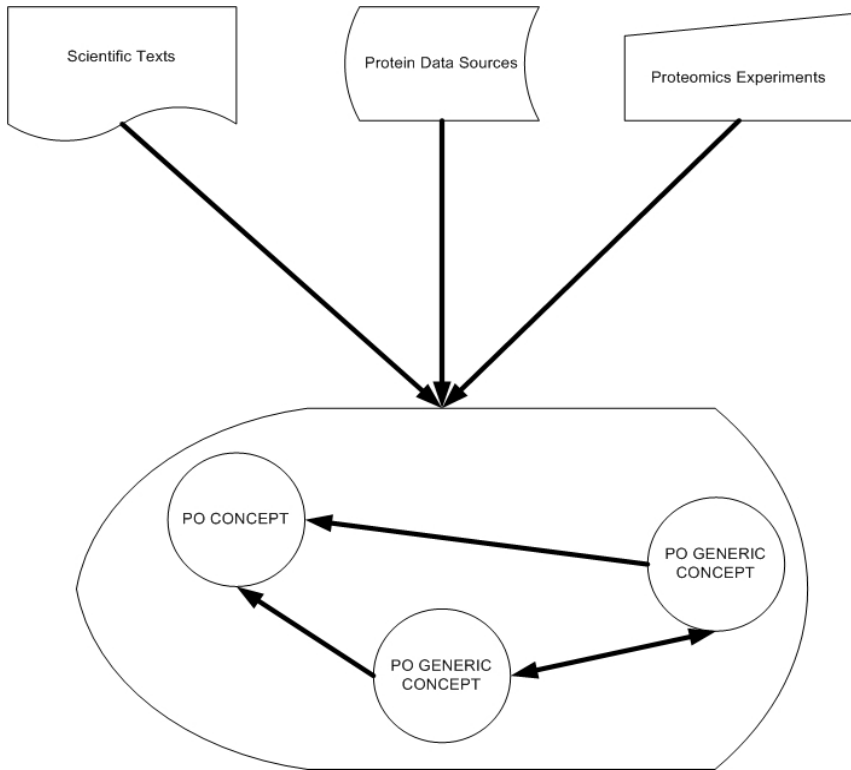 Scientific Texts
Protein Data Sources
Proteomics Experiments
PO CONCEPT
PO GENERIC
CONCEPT
PO GENERIC
CONCEPT